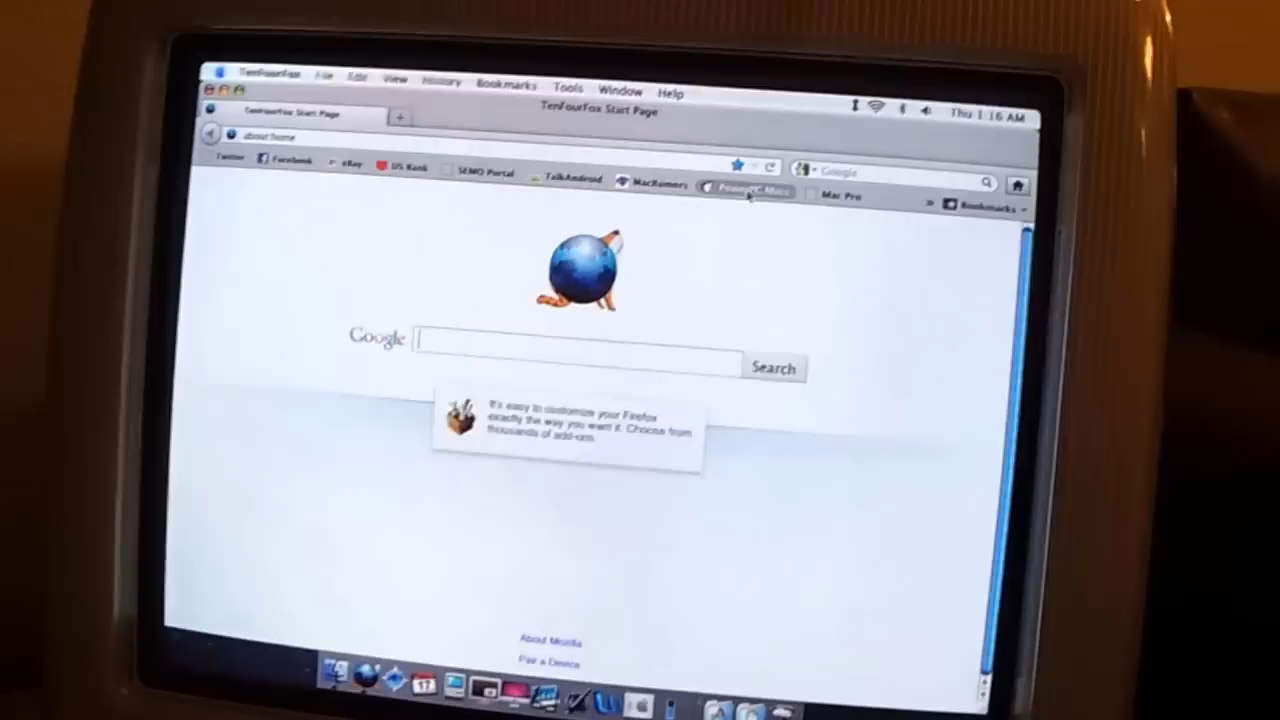 TenFourFox File Edit View History Bookmarks Tools Window Help Thu 1:16 AM
TenFourFox Start Page
TenFourFox Start Page
about:home
Google
Twitter Facebook eBay US Bank SEMO Portal TalkAndroid MacRumors PowerPC Macs Mac Pro » Bookmarks
Google
Search
It's easy to customize your Firefox
exactly the way you want it. Choose from
thousands of add-ons.
About Mozilla
Pair a Device
17